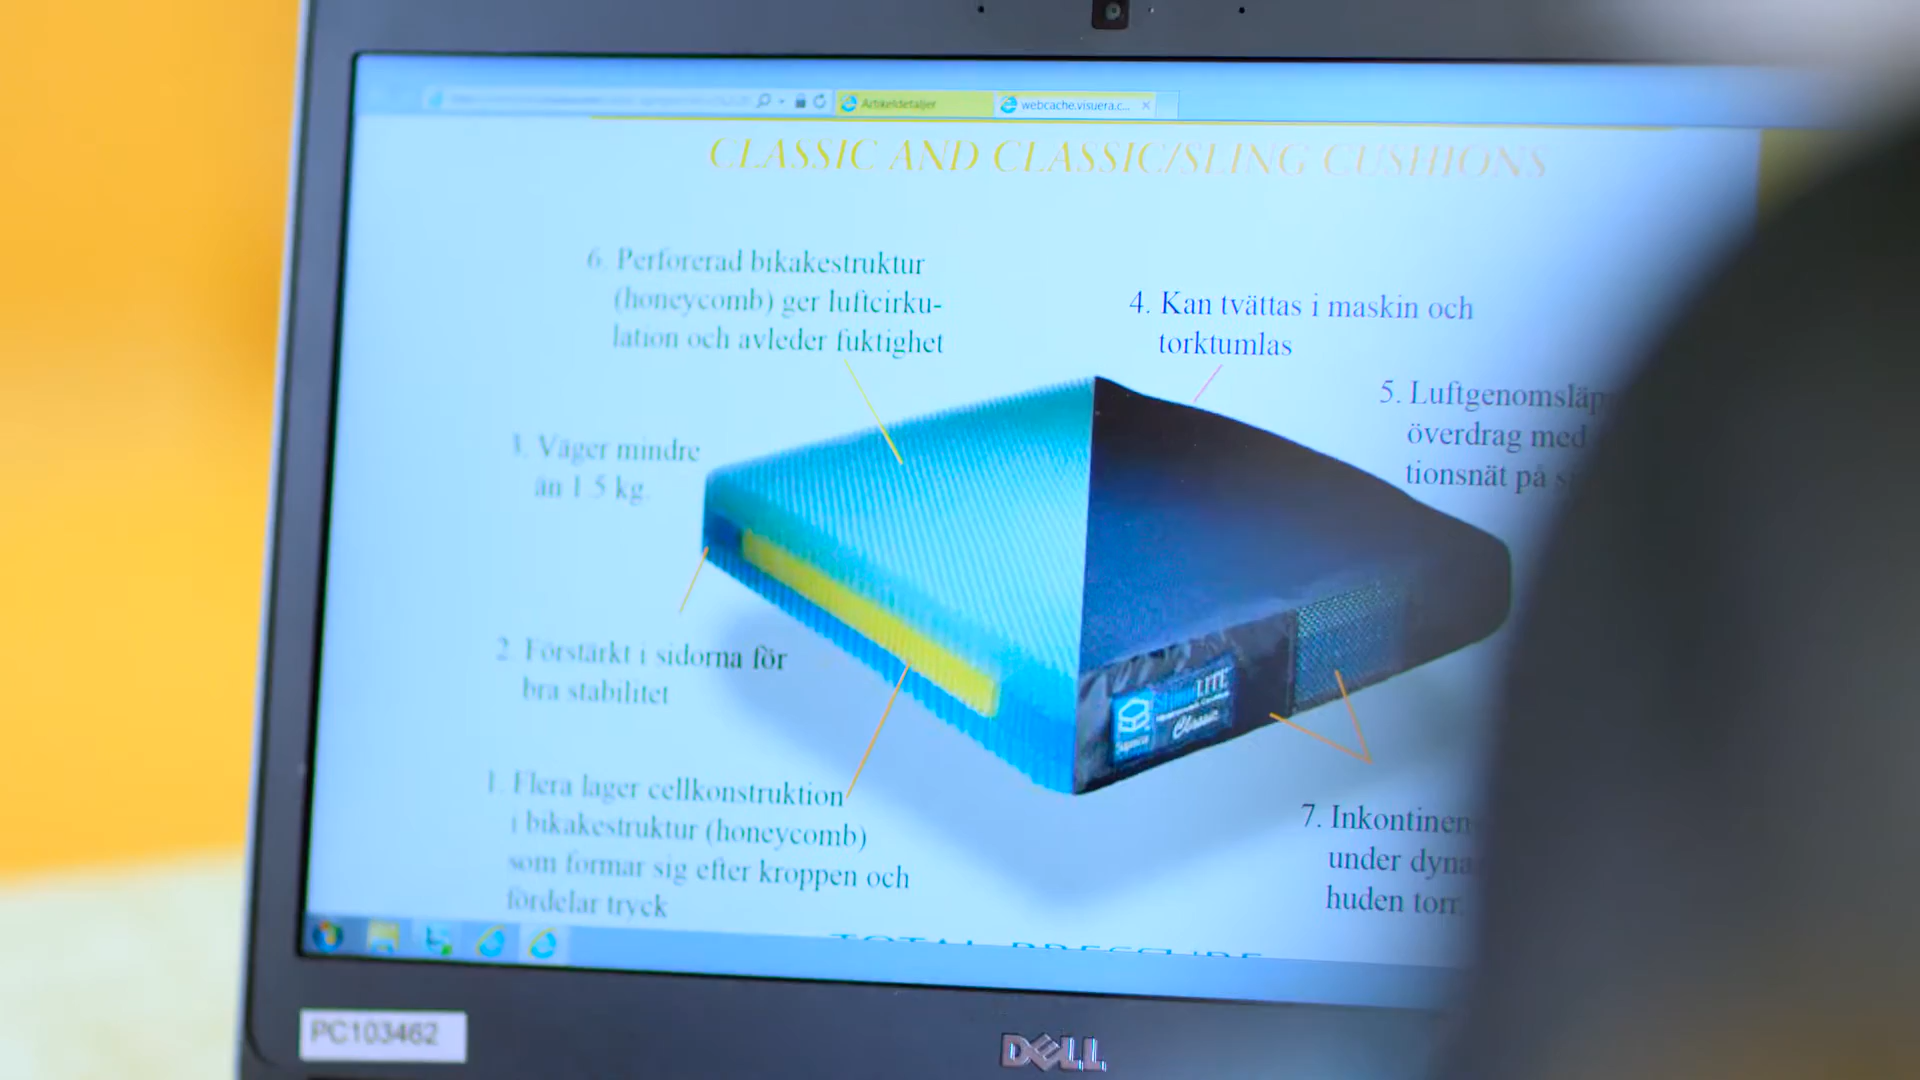 Artikeldetaljer
webcache.visuera.c...
CLASSIC AND CLASSIC/SLING CUSHIONS
6. Perforerad bikakestruktur
(honeycomb) ger luftcirku-
lation och avleder fuktighet
4. Kan tvättas i maskin och
torktumlas
5. Luftgenomsläp
överdrag med
tionsnät på s
3. Väger mindre
än 1.5 kg.
2. Förstärkt i sidorna för
bra stabilitet
LITE
Classic
Supracor
1. Flera lager cellkonstruktion
i bikakestruktur (honeycomb)
som formar sig efter kroppen och
fördelar tryck
7. Inkontinen
under dyna
huden torr.
TOTAL PRESSURE
PC103462
DELL